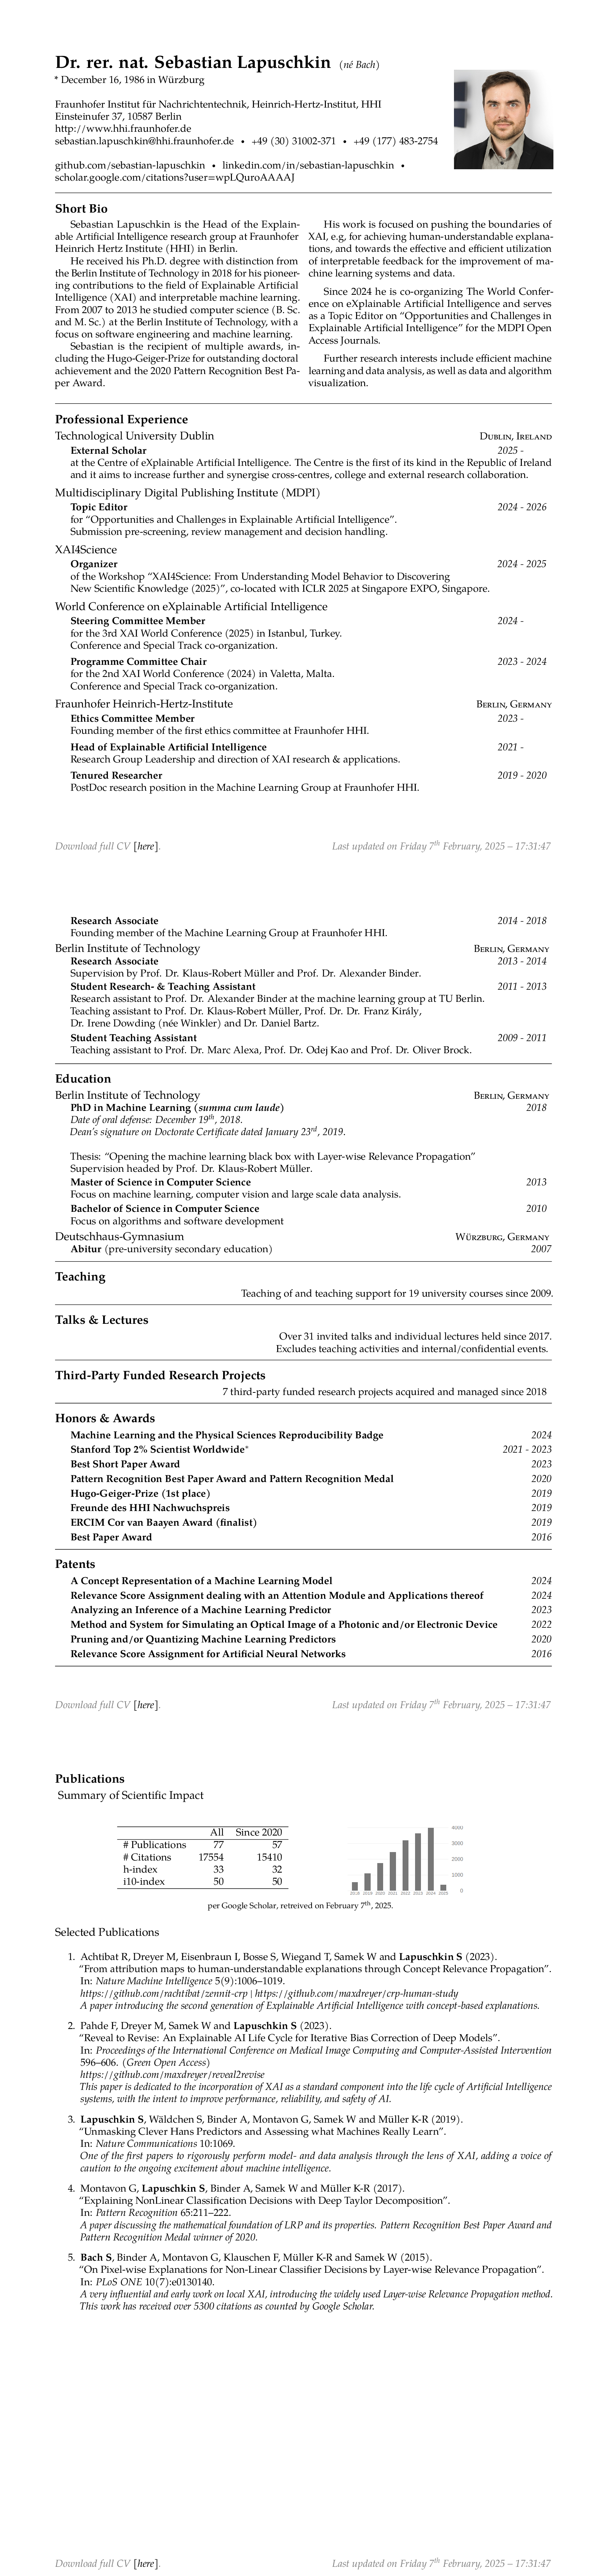 Dr. rer. nat. Sebastian Lapuschkin (né Bach)
* December 16, 1986 in Würzburg
Fraunhofer Institut für Nachrichtentechnik, Heinrich-Hertz-Institut, HHI
Einsteinufer 37, 10587 Berlin
http://www.hhi.fraunhofer.de
sebastian.lapuschkin@hhi.fraunhofer.de • +49 (30) 31002-371 • +49 (177) 483-2754
github.com/sebastian-lapuschkin • linkedin.com/in/sebastian-lapuschkin •
scholar.google.com/citations?user=wpLQuroAAAAJ
Short Bio
Sebastian Lapuschkin is the Head of the Explain-
able Artificial Intelligence research group at Fraunhofer
Heinrich Hertz Institute (HHI) in Berlin.
He received his Ph.D. degree with distinction from
the Berlin Institute of Technology in 2018 for his pioneer-
ing contributions to the field of Explainable Artificial
Intelligence (XAI) and interpretable machine learning.
From 2007 to 2013 he studied computer science (B. Sc.
and M. Sc.) at the Berlin Institute of Technology, with a
focus on software engineering and machine learning.
Sebastian is the recipient of multiple awards, in-
cluding the Hugo-Geiger-Prize for outstanding doctoral
achievement and the 2020 Pattern Recognition Best Pa-
per Award.
His work is focused on pushing the boundaries of
XAI, e.g, for achieving human-understandable explana-
tions, and towards the effective and efficient utilization
of interpretable feedback for the improvement of ma-
chine learning systems and data.
Since 2024 he is co-organizing The World Confer-
ence on eXplainable Artificial Intelligence and serves
as a Topic Editor on “Opportunities and Challenges in
Explainable Artificial Intelligence” for the MDPI Open
Access Journals.
Further research interests include efficient machine
learning and data analysis, as well as data and algorithm
visualization.
Professional Experience
Technological University Dublin Dublin, Ireland
External Scholar 2025 -
at the Centre of eXplainable Artificial Intelligence. The Centre is the first of its kind in the Republic of Ireland
and it aims to increase further and synergise cross-centres, college and external research collaboration.
Multidisciplinary Digital Publishing Institute (MDPI)
Topic Editor 2024 - 2026
for “Opportunities and Challenges in Explainable Artificial Intelligence”.
Submission pre-screening, review management and decision handling.
XAI4Science
Organizer 2024 - 2025
of the Workshop “XAI4Science: From Understanding Model Behavior to Discovering
New Scientific Knowledge (2025)”, co-located with ICLR 2025 at Singapore EXPO, Singapore.
World Conference on eXplainable Artificial Intelligence
Steering Committee Member 2024 -
for the 3rd XAI World Conference (2025) in Istanbul, Turkey.
Conference and Special Track co-organization.
Programme Committee Chair 2023 - 2024
for the 2nd XAI World Conference (2024) in Valetta, Malta.
Conference and Special Track co-organization.
Fraunhofer Heinrich-Hertz-Institute Berlin, Germany
Ethics Committee Member 2023 -
Founding member of the first ethics committee at Fraunhofer HHI.
Head of Explainable Artificial Intelligence 2021 -
Research Group Leadership and direction of XAI research & applications.
Tenured Researcher 2019 - 2020
PostDoc research position in the Machine Learning Group at Fraunhofer HHI.
Download full CV [here]. Last updated on Friday 7th February, 2025 – 17:31:47
Research Associate 2014 - 2018
Founding member of the Machine Learning Group at Fraunhofer HHI.
Berlin Institute of Technology Berlin, Germany
Research Associate 2013 - 2014
Supervision by Prof. Dr. Klaus-Robert Müller and Prof. Dr. Alexander Binder.
Student Research- & Teaching Assistant 2011 - 2013
Research assistant to Prof. Dr. Alexander Binder at the machine learning group at TU Berlin.
Teaching assistant to Prof. Dr. Klaus-Robert Müller, Prof. Dr. Dr. Franz Király,
Dr. Irene Dowding (née Winkler) and Dr. Daniel Bartz.
Student Teaching Assistant 2009 - 2011
Teaching assistant to Prof. Dr. Marc Alexa, Prof. Dr. Odej Kao and Prof. Dr. Oliver Brock.
Education
Berlin Institute of Technology Berlin, Germany
PhD in Machine Learning (summa cum laude) 2018
Date of oral defense: December 19th, 2018.
Dean's signature on Doctorate Certificate dated January 23rd, 2019.
Thesis: “Opening the machine learning black box with Layer-wise Relevance Propagation”
Supervision headed by Prof. Dr. Klaus-Robert Müller.
Master of Science in Computer Science 2013
Focus on machine learning, computer vision and large scale data analysis.
Bachelor of Science in Computer Science 2010
Focus on algorithms and software development
Deutschhaus-Gymnasium Würzburg, Germany
Abitur (pre-university secondary education) 2007
Teaching
Teaching of and teaching support for 19 university courses since 2009.
Talks & Lectures
Over 31 invited talks and individual lectures held since 2017.
Excludes teaching activities and internal/confidential events.
Third-Party Funded Research Projects
7 third-party funded research projects acquired and managed since 2018
Honors & Awards
Machine Learning and the Physical Sciences Reproducibility Badge 2024
Stanford Top 2% Scientist Worldwide* 2021 - 2023
Best Short Paper Award 2023
Pattern Recognition Best Paper Award and Pattern Recognition Medal 2020
Hugo-Geiger-Prize (1st place) 2019
Freunde des HHI Nachwuchspreis 2019
ERCIM Cor van Baayen Award (finalist) 2019
Best Paper Award 2016
Patents
A Concept Representation of a Machine Learning Model 2024
Relevance Score Assignment dealing with an Attention Module and Applications thereof 2024
Analyzing an Inference of a Machine Learning Predictor 2023
Method and System for Simulating an Optical Image of a Photonic and/or Electronic Device 2022
Pruning and/or Quantizing Machine Learning Predictors 2020
Relevance Score Assignment for Artificial Neural Networks 2016
Download full CV [here]. Last updated on Friday 7th February, 2025 – 17:31:47
Publications
Summary of Scientific Impact
All Since 2020
# Publications 77 57
# Citations 17554 15410
h-index 33 32
i10-index 50 50
4000
3000
2000
1000
0
2018 2019 2020 2021 2022 2023 2024 2025
per Google Scholar, retreived on February 7th, 2025.
Selected Publications
1. Achtibat R, Dreyer M, Eisenbraun I, Bosse S, Wiegand T, Samek W and Lapuschkin S (2023).
“From attribution maps to human-understandable explanations through Concept Relevance Propagation”.
In: Nature Machine Intelligence 5(9):1006–1019.
https://github.com/rachtibat/zennit-crp | https://github.com/maxdreyer/crp-human-study
A paper introducing the second generation of Explainable Artificial Intelligence with concept-based explanations.
2. Pahde F, Dreyer M, Samek W and Lapuschkin S (2023).
“Reveal to Revise: An Explainable AI Life Cycle for Iterative Bias Correction of Deep Models”.
In: Proceedings of the International Conference on Medical Image Computing and Computer-Assisted Intervention
596–606. (Green Open Access)
https://github.com/maxdreyer/reveal2revise
This paper is dedicated to the incorporation of XAI as a standard component into the life cycle of Artificial Intelligence
systems, with the intent to improve performance, reliability, and safety of AI.
3. Lapuschkin S, Wäldchen S, Binder A, Montavon G, Samek W and Müller K-R (2019).
“Unmasking Clever Hans Predictors and Assessing what Machines Really Learn”.
In: Nature Communications 10:1069.
One of the first papers to rigorously perform model- and data analysis through the lens of XAI, adding a voice of
caution to the ongoing excitement about machine intelligence.
4. Montavon G, Lapuschkin S, Binder A, Samek W and Müller K-R (2017).
“Explaining NonLinear Classification Decisions with Deep Taylor Decomposition”.
In: Pattern Recognition 65:211–222.
A paper discussing the mathematical foundation of LRP and its properties. Pattern Recognition Best Paper Award and
Pattern Recognition Medal winner of 2020.
5. Bach S, Binder A, Montavon G, Klauschen F, Müller K-R and Samek W (2015).
“On Pixel-wise Explanations for Non-Linear Classifier Decisions by Layer-wise Relevance Propagation”.
In: PLoS ONE 10(7):e0130140.
A very influential and early work on local XAI, introducing the widely used Layer-wise Relevance Propagation method.
This work has received over 5300 citations as counted by Google Scholar.
Download full CV [here]. Last updated on Friday 7th February, 2025 – 17:31:47